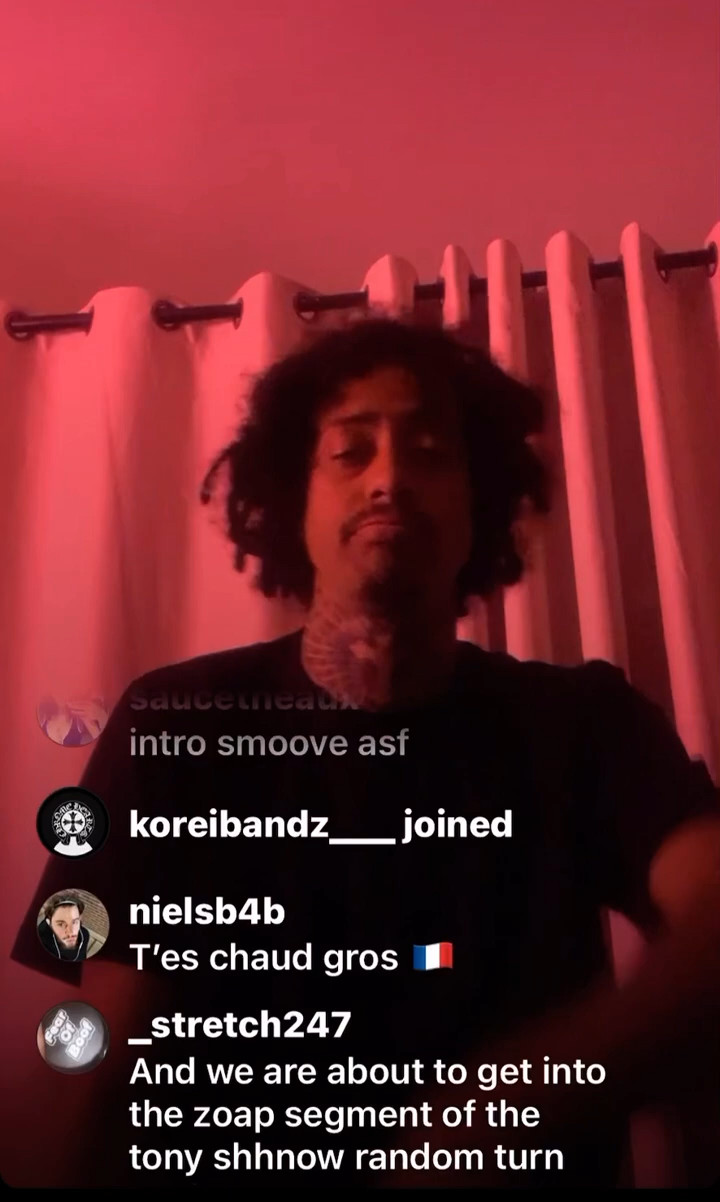 saucetheaux
intro smoove asf
koreibandz___ joined
nielsb4b
T'es chaud gros 🇫🇷
_stretch247
And we are about to get into
the zoap segment of the
tony shhnow random turn